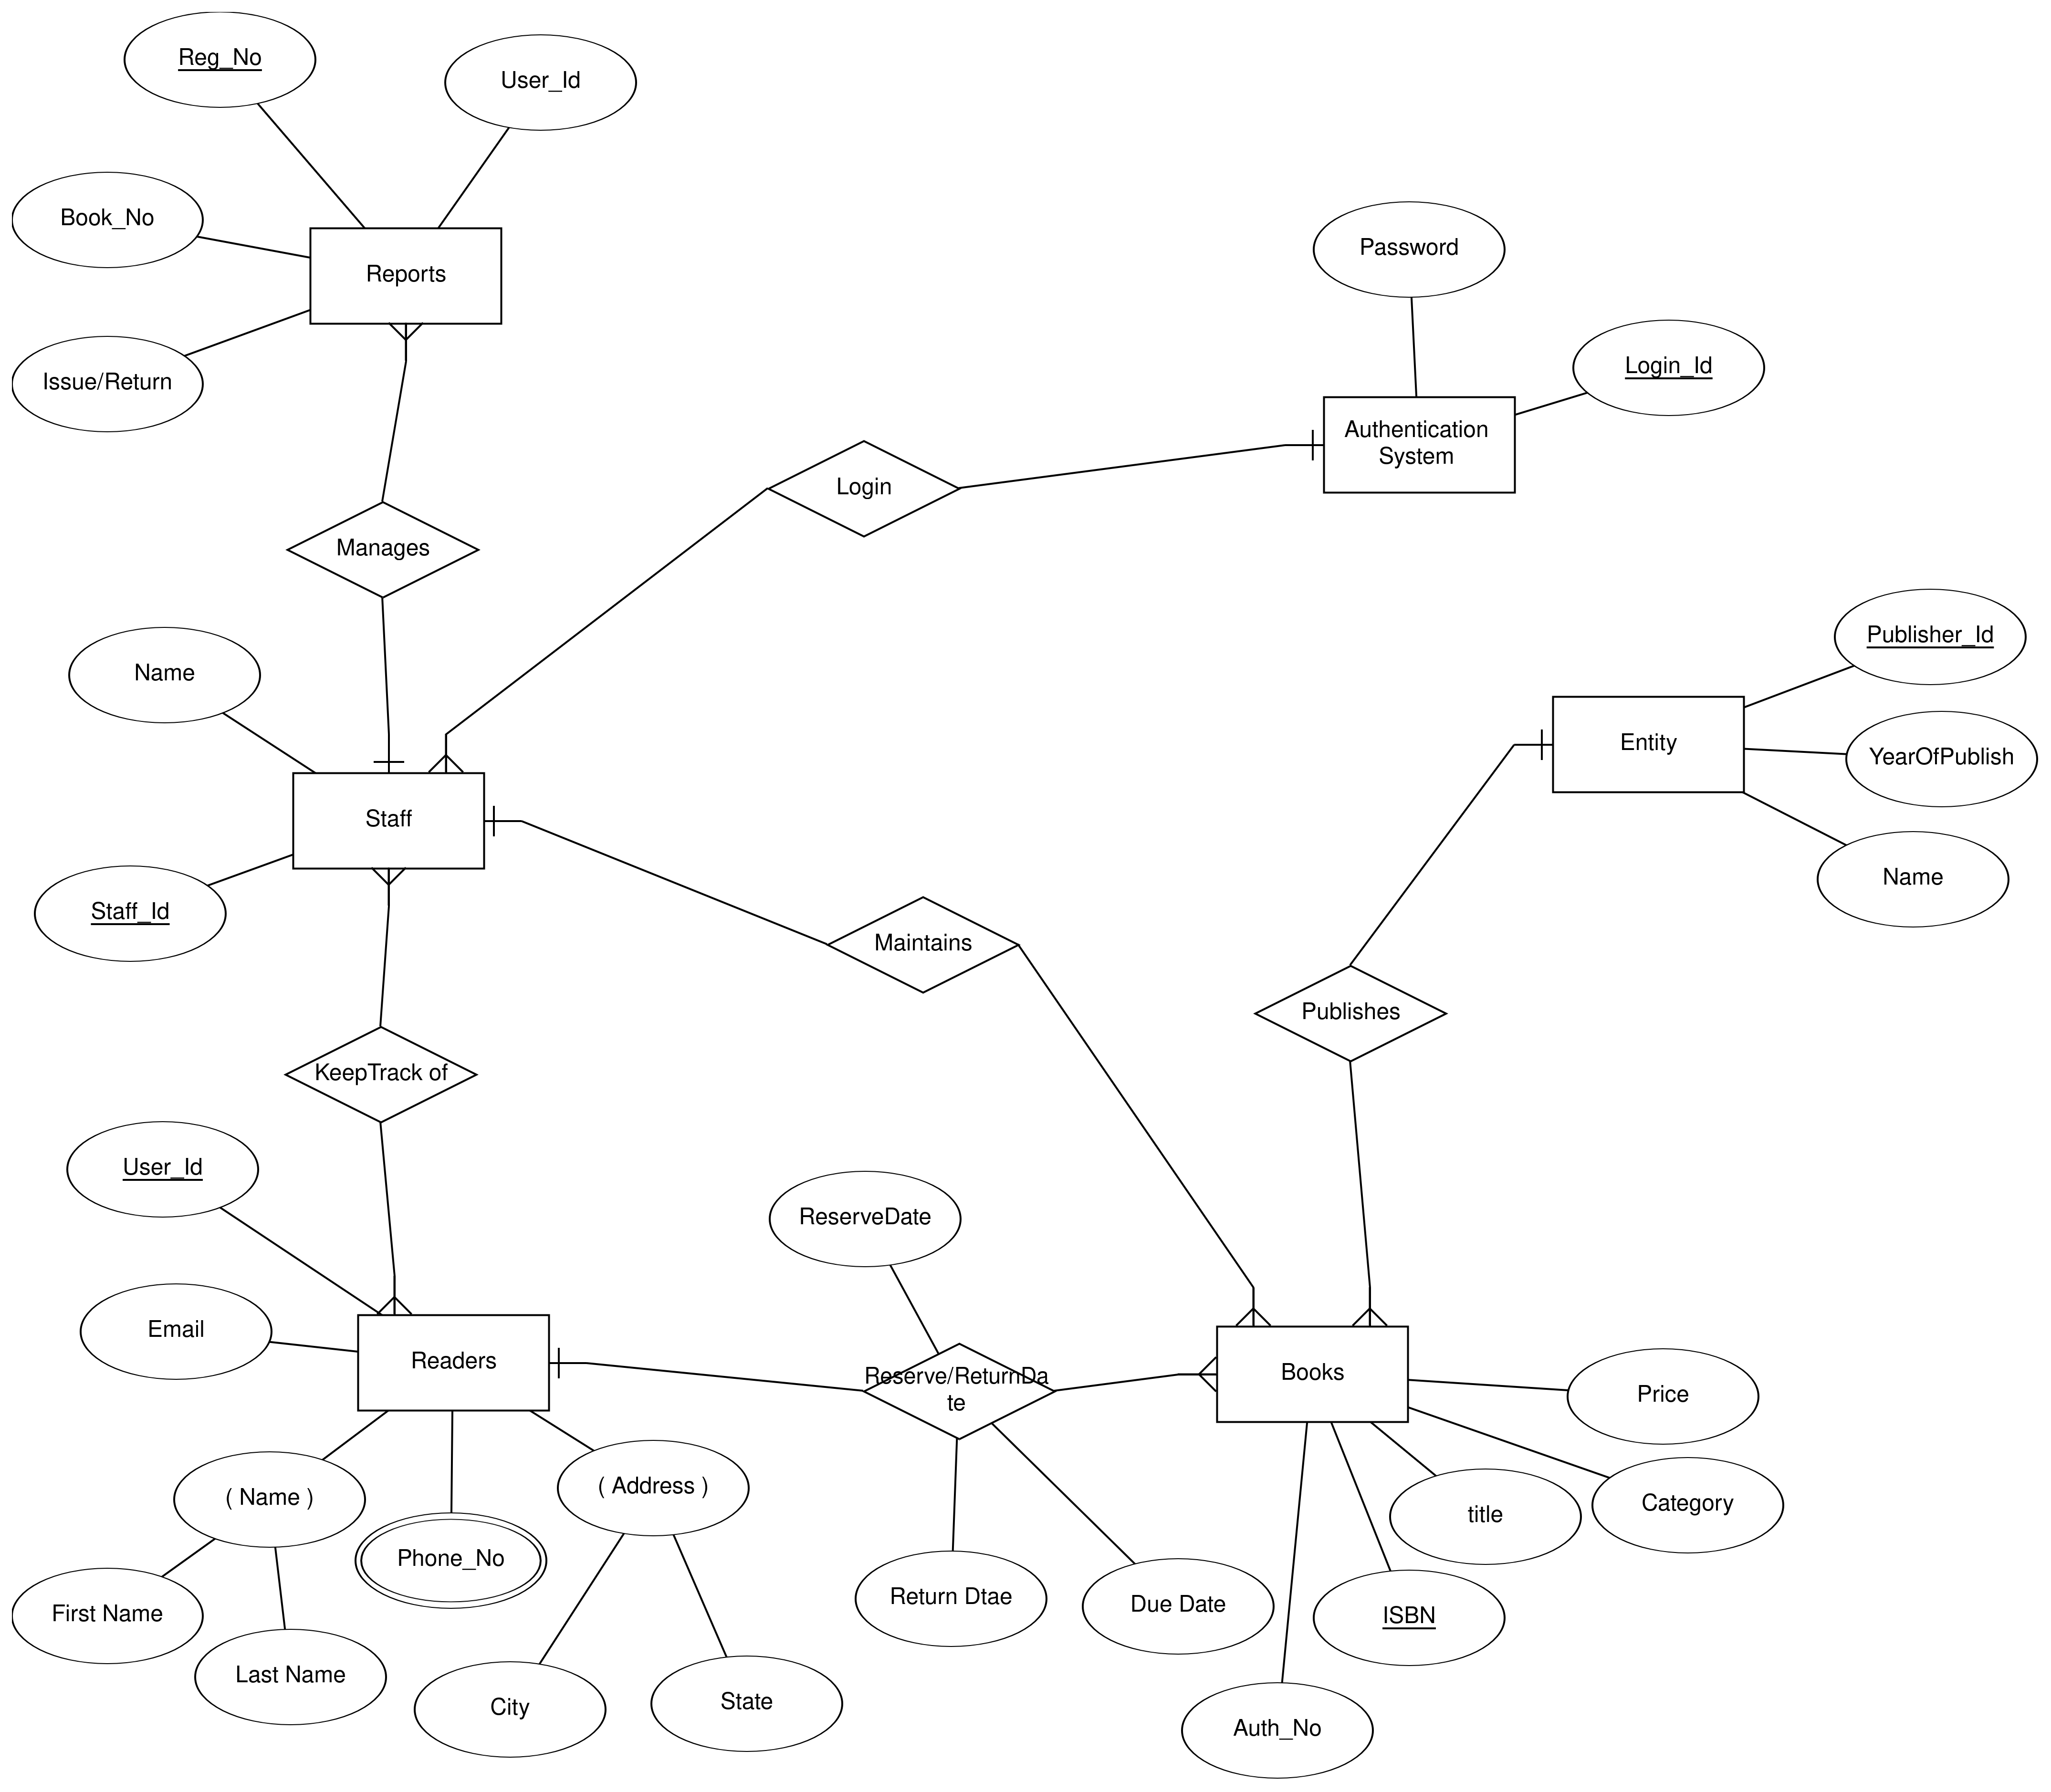 Reg_No
User_Id
Book_No
Reports
Issue/Return
Password
Login_Id
Authentication
System
Login
Manages
Name
Publisher_Id
Entity
YearOfPublish
Name
Staff
Staff_Id
Maintains
Publishes
KeepTrack of
User_Id
ReserveDate
Email
Readers
Reserve/ReturnDa
te
Books
Price
( Name )
( Address )
Phone_No
title
Category
First Name
Last Name
Return Dtae
Due Date
ISBN
City
State
Auth_No